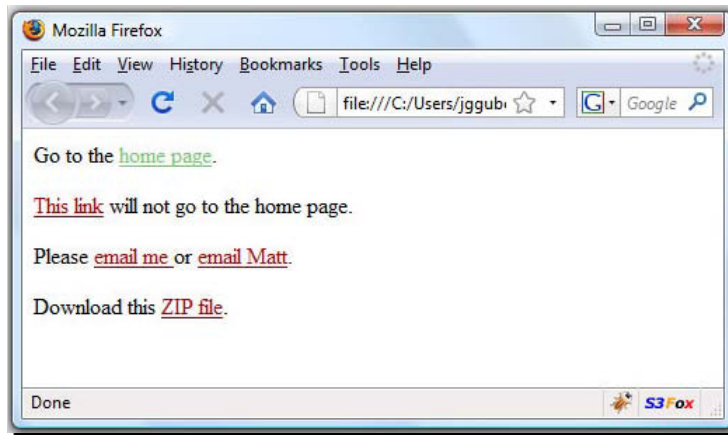 Mozilla Firefox
File Edit View History Bookmarks Tools Help
file:///C:/Users/jggub
G Google
Go to the home page.
This link will not go to the home page.
Please email me or email Matt.
Download this ZIP file.
Done
S3Fox